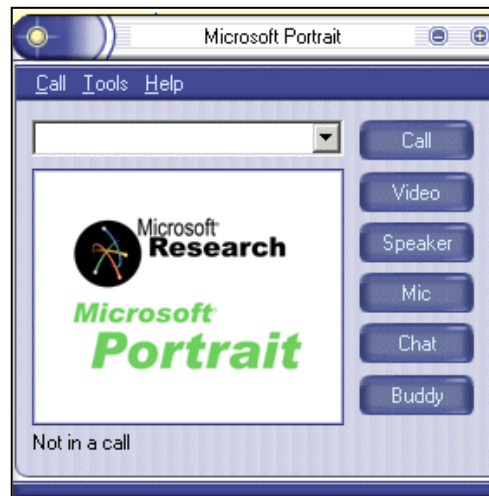 Microsoft Portrait
Call Tools Help
Call
Video
Microsoft
Research
Speaker
Mic
Microsoft
Portrait
Chat
Buddy
Not in a call